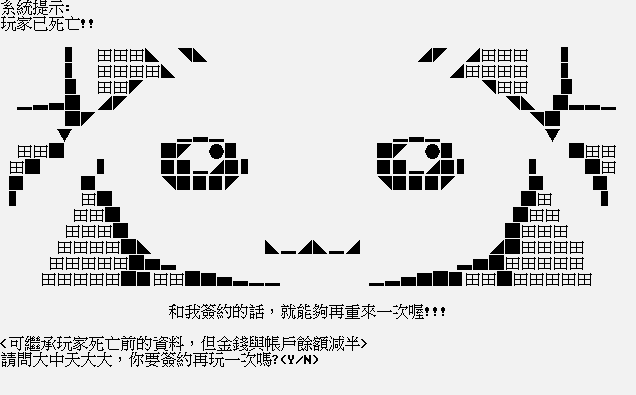 系統提示:
玩家已死亡!!
和我簽約的話，就能夠再重來一次喔!!!
<可繼承玩家死亡前的資料，但金錢與帳戶餘額減半>
請問大中天大大，你要簽約再玩一次嗎?(Y/N)